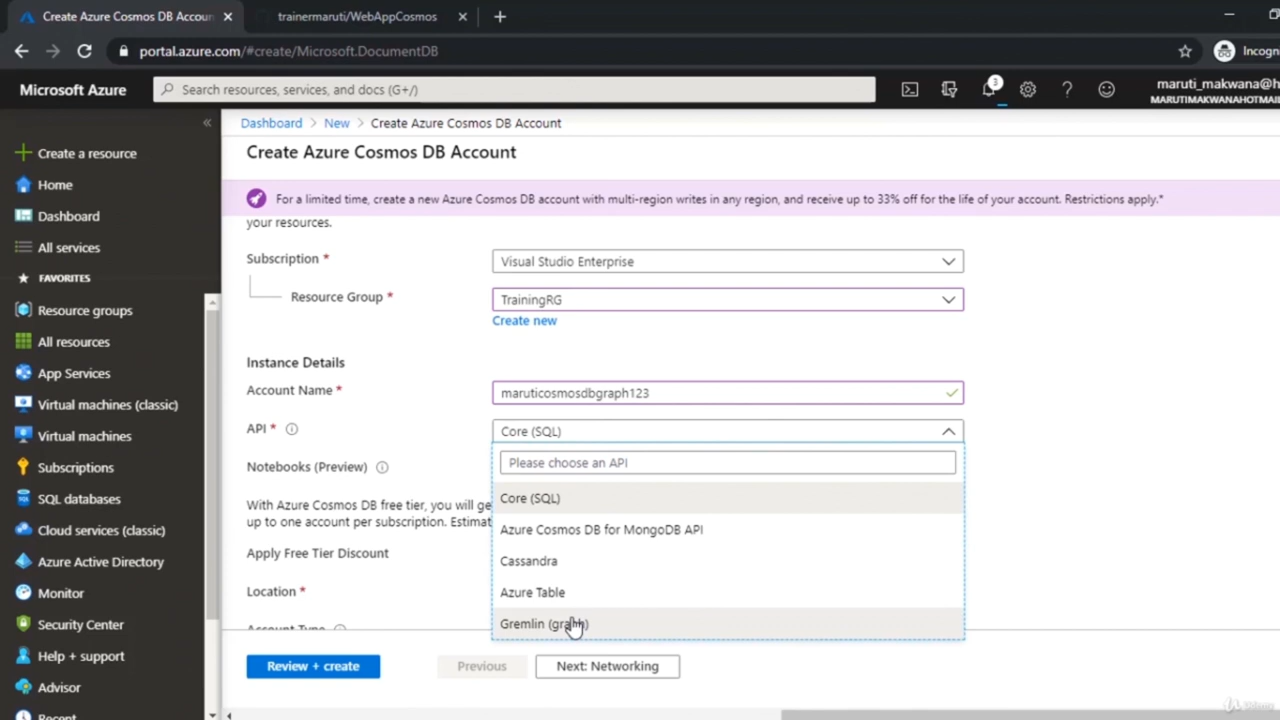 Create Azure Cosmos DB Accoun
trainermaruti/WebAppCosmos
portal.azure.com/#create/Microsoft.DocumentDB
Incogn
Microsoft Azure
Search resources, services, and docs (G+/)
3
maruti_makwana@h
MARUTIMAKWANAHOTMAIL
Dashboard > New > Create Azure Cosmos DB Account
Create Azure Cosmos DB Account
For a limited time, create a new Azure Cosmos DB account with multi-region writes in any region, and receive up to 33% off for the life of your account. Restrictions apply.*
Create a resource
Home
Dashboard
All services
FAVORITES
Resource groups
All resources
App Services
Virtual machines (classic)
Virtual machines
Subscriptions
SQL databases
Cloud services (classic)
Azure Active Directory
Monitor
Security Center
Help + support
Advisor
Recent
your resources.
Subscription *
Visual Studio Enterprise
Resource Group *
TrainingRG
Create new
Instance Details
Account Name *
maruticosmosdbgraph123
API *
Core (SQL)
Please choose an API
Core (SQL)
Azure Cosmos DB for MongoDB API
Cassandra
Azure Table
Gremlin (graph)
Notebooks (Preview)
With Azure Cosmos DB free tier, you will ge
up to one account per subscription. Estimat
Apply Free Tier Discount
Location *
Account Type
Review + create
Previous
Next: Networking